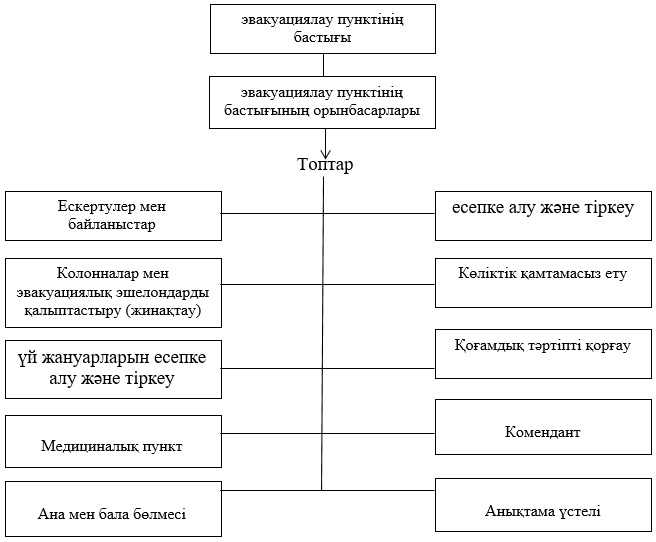 эвакуациялау пунктінің
бастығы
эвакуациялау пунктінің
бастығының орынбасарлары
Топтар
Ескертулер мен
байланыстар
есепке алу және тіркеу
Колонналар мен
эвакуациялық эшелондарды
қалыптастыру (жинақтау)
Көліктік қамтамасыз ету
үй жануарларын есепке
алу және тіркеу
Қоғамдық тәртіпті қорғау
Медициналық пункт
Комендант
Ана мен бала бөлмесі
Анықтама үстелі